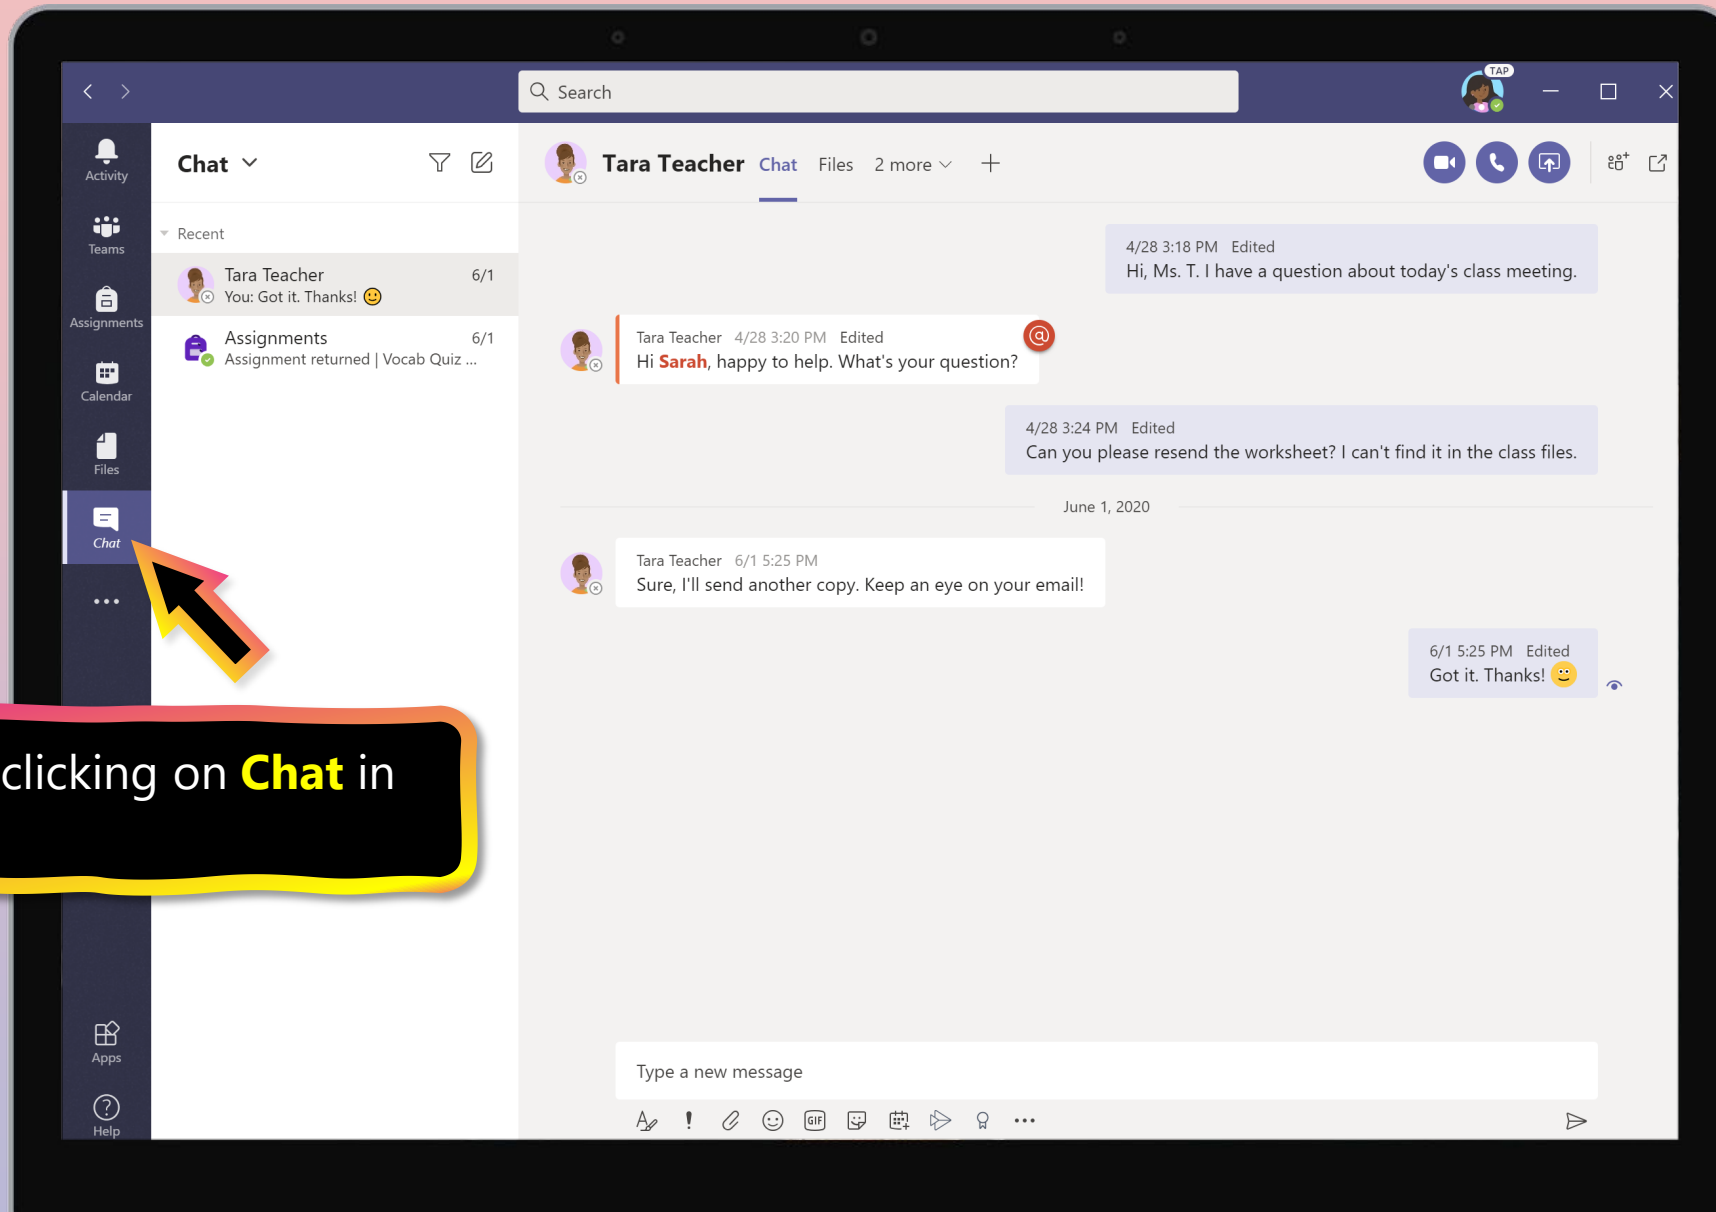 Search
TAP
Activity
Teams
Assignments
Calendar
Files
Chat
Apps
Help
Chat
Recent
Tara Teacher 6/1
You: Got it. Thanks! 🙂
Assignments 6/1
Assignment returned | Vocab Quiz ...
Tara Teacher Chat Files 2 more
4/28 3:18 PM Edited
Hi, Ms. T. I have a question about today's class meeting.
Tara Teacher 4/28 3:20 PM Edited
@
Hi Sarah, happy to help. What's your question?
4/28 3:24 PM Edited
Can you please resend the worksheet? I can't find it in the class files.
June 1, 2020
Tara Teacher 6/1 5:25 PM
Sure, I'll send another copy. Keep an eye on your email!
6/1 5:25 PM Edited
Got it. Thanks! 🙂
clicking on Chat in
Type a new message
GIF